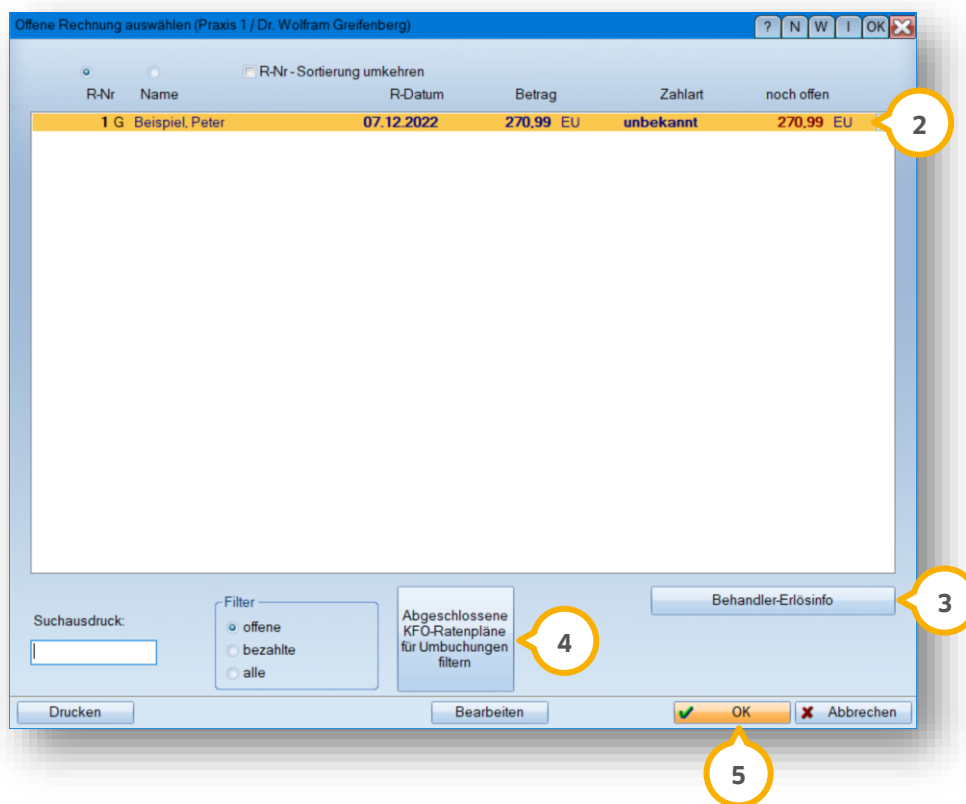 Offene Rechnung auswählen (Praxis 1 / Dr. Wolfram Greifenberg) ? N W I OK
R-Nr - Sortierung umkehren
R-Nr Name R-Datum Betrag Zahlart noch offen
1 G Beispiel, Peter 07.12.2022 270,99 EU unbekannt 270,99 EU
2
Behandler-Erlösinfo
3
Suchausdruck:
Filter
offene
bezahlte
alle
Abgeschlossene
KFO-Ratenpläne
für Umbuchungen
filtern
4
Drucken Bearbeiten OK Abbrechen
5